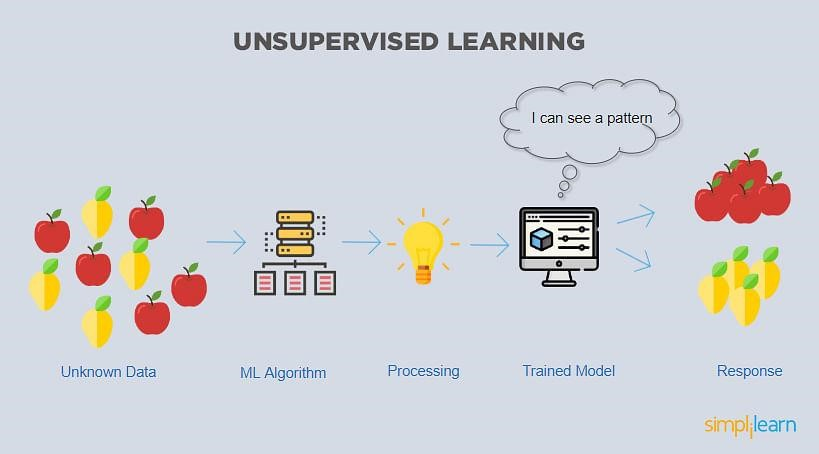 UNSUPERVISED LEARNING
I can see a pattern
Unknown Data
ML Algorithm
Processing
Trained Model
Response
simplilearn